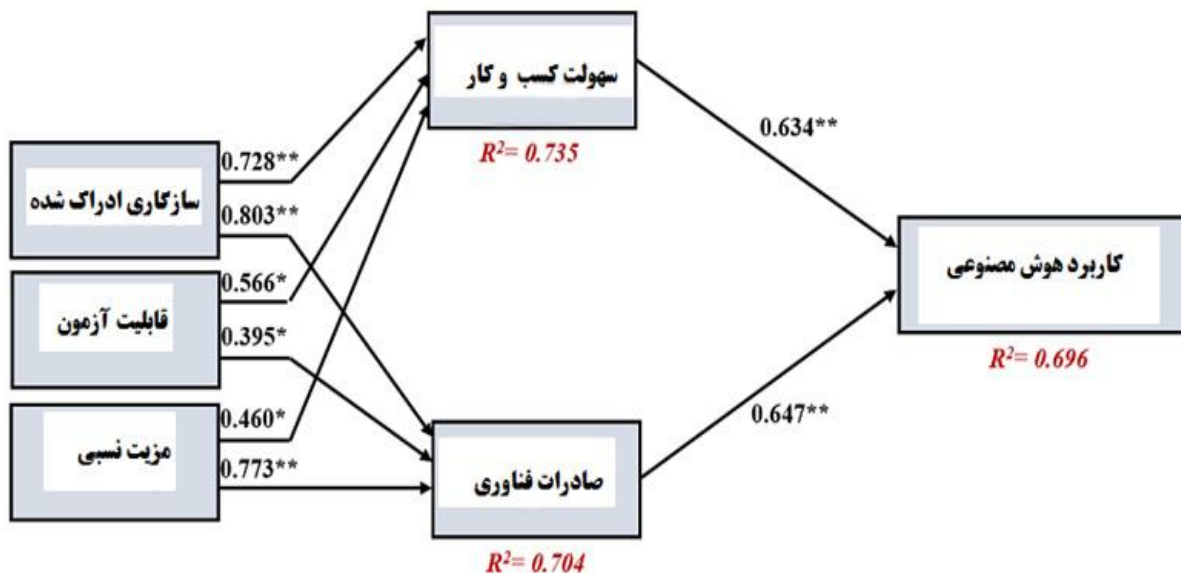 سهولت کسب و کار
R²= 0.735
0.634**
0.728**
سازگاری ادراک شده
0.803**
کاربرد هوش مصنوعی
R²= 0.696
0.566*
قابلیت آزمون
0.395*
0.460*
مزیت نسبی
0.773**
0.647**
صادرات فناوری
R²= 0.704